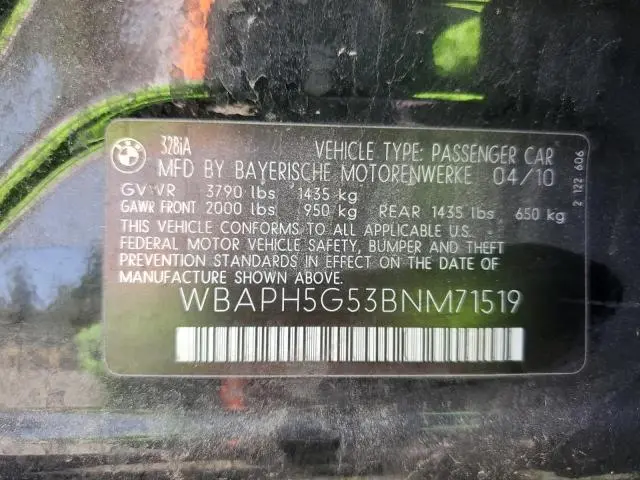 BMW
328iA
VEHICLE TYPE: PASSENGER CAR
MFD BY BAYERISCHE MOTORENWERKE 04/10
GVWR 3790 lbs 1435 kg
GAWR FRONT 2000 lbs 950 kg REAR 1435 lbs 650 kg
THIS VEHICLE CONFORMS TO ALL APPLICABLE U.S.
FEDERAL MOTOR VEHICLE SAFETY, BUMPER AND THEFT
PREVENTION STANDARDS IN EFFECT ON THE DATE OF
MANUFACTURE SHOWN ABOVE.
WBAPH5G53BNM71519
2 122 606